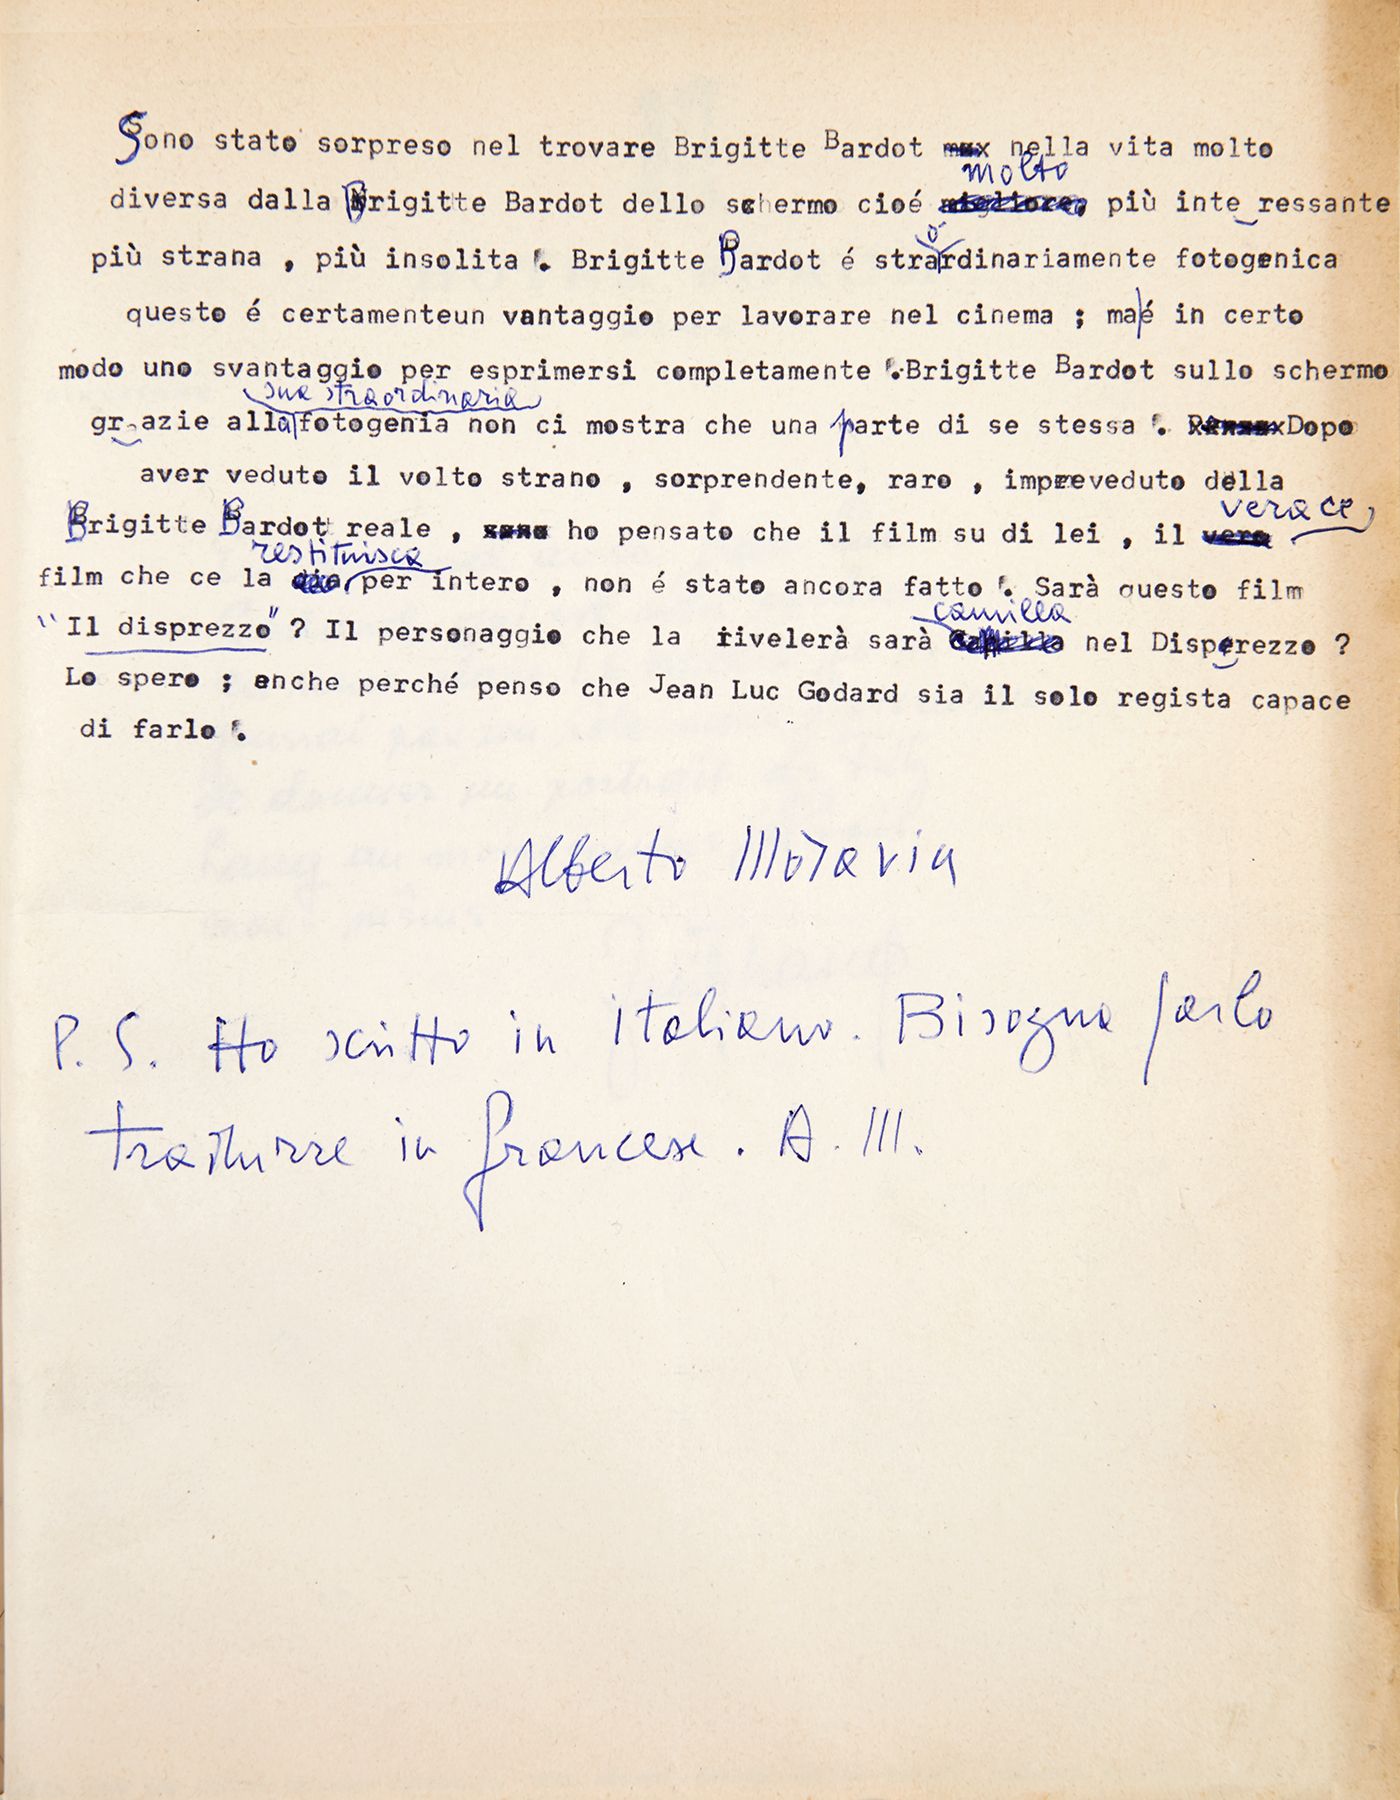 Sono stato sorpreso nel trovare Brigitte Bardot nella vita molto
molto
diversa dalla Brigitte Bardot dello schermo cioé migliore, più inte ressante
o
più strana , più insolita . Brigitte Bardot é strardinariamente fotogenica
questo é certamenteun vantaggio per lavorare nel cinema ; ma é in certo
modo uno svantaggio per esprimersi completamente .Brigitte Bardot sullo schermo
sua straordinaria
gr azie alla fotogenia non ci mostra che una parte di se stessa . Dopo
aver veduto il volto strano , sorprendente, raro , impreveduto della
verace,
Brigitte Bardot reale , ho pensato che il film su di lei , il vero
restituisca
film che ce la dia per intero , non é stato ancora fatto . Sarà questo film
camilla
"Il disprezzo" ? Il personaggio che la rivelerà sarà Camilla nel Disperezzo ?
Lo spero ; anche perché penso che Jean Luc Godard sia il solo regista capace
di farlo .
Alberto Moravia
P. S. Ho scritto in italiano. Bisogna farlo
tradurre in francese. A. M.